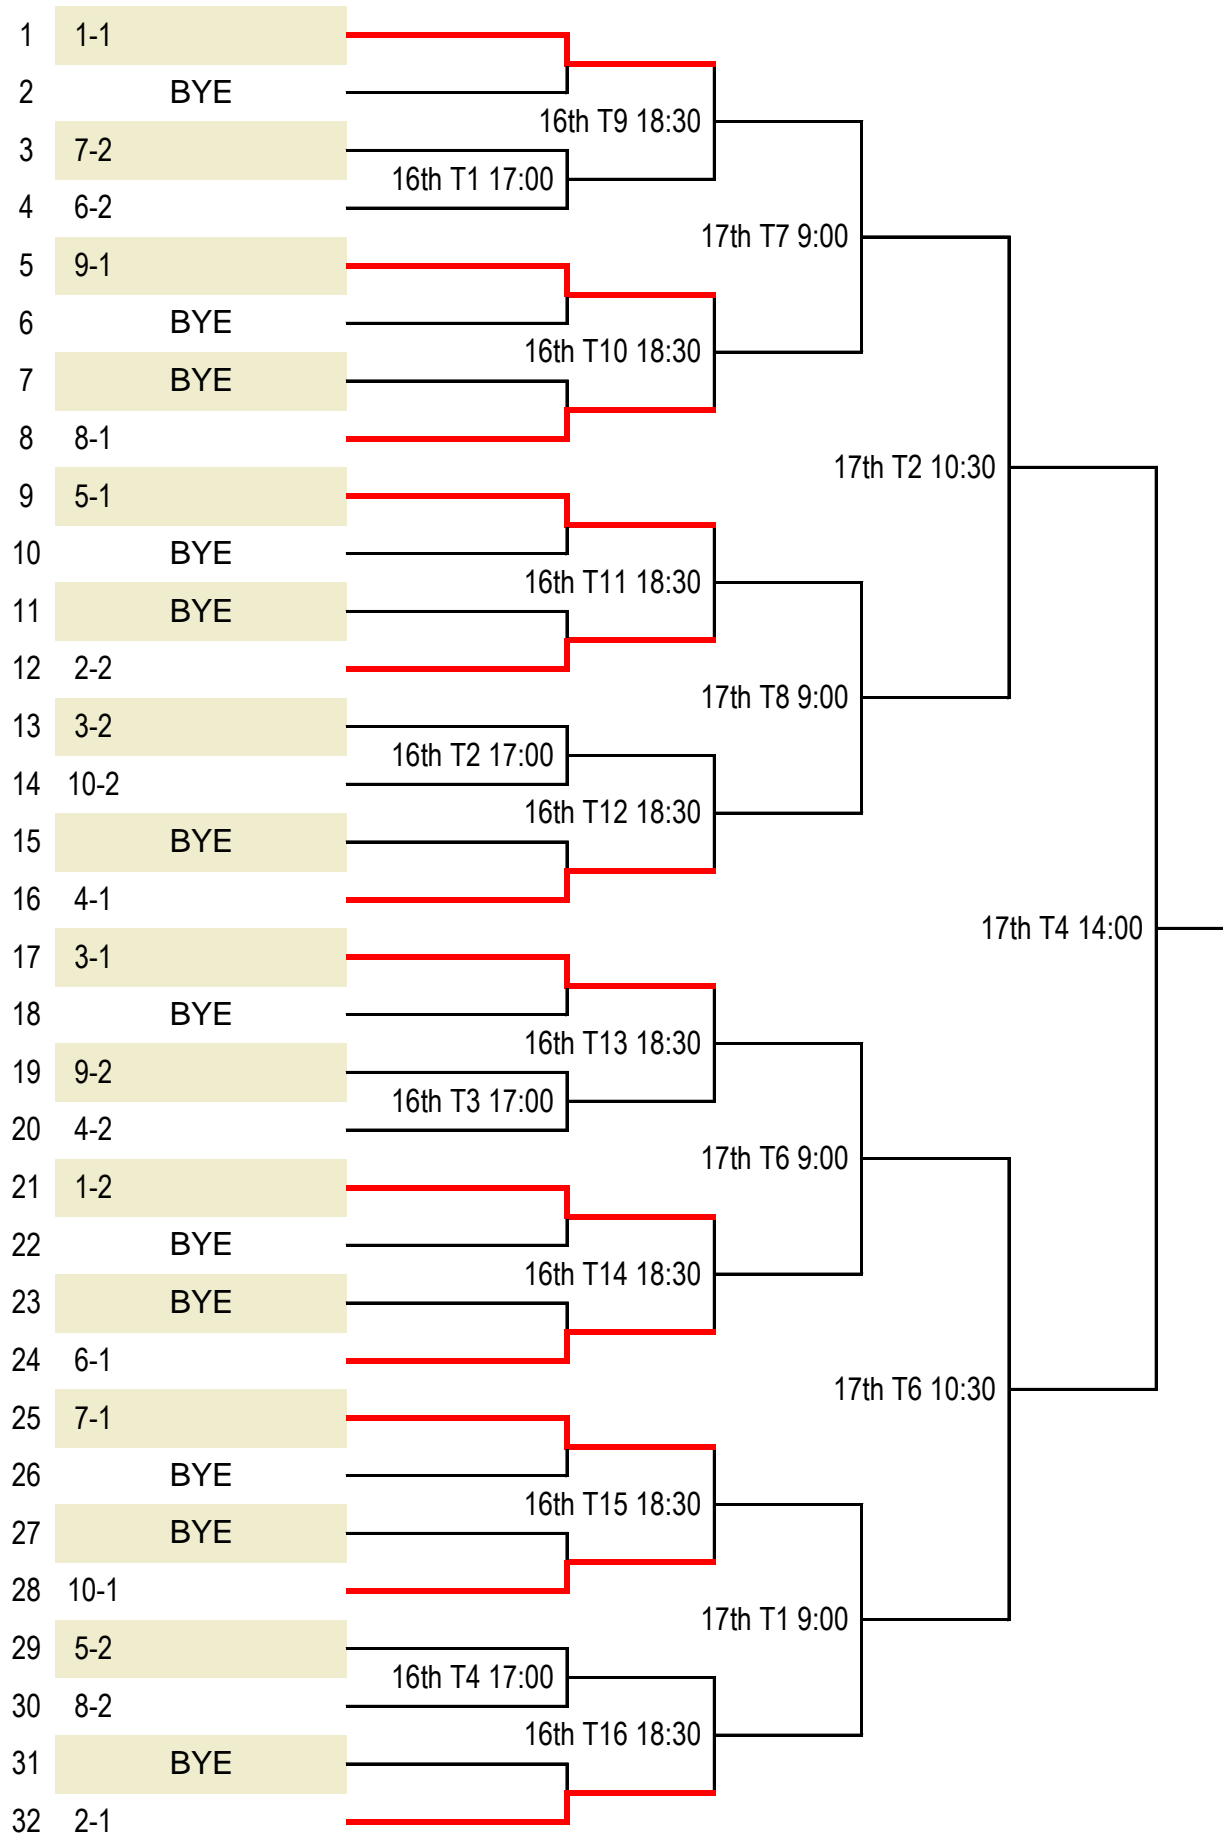 1 1-1
2 BYE
16th T9 18:30
3 7-2
16th T1 17:00
4 6-2
17th T7 9:00
5 9-1
6 BYE
16th T10 18:30
7 BYE
8 8-1
17th T2 10:30
9 5-1
10 BYE
16th T11 18:30
11 BYE
12 2-2
17th T8 9:00
13 3-2
16th T2 17:00
14 10-2
16th T12 18:30
15 BYE
16 4-1
17th T4 14:00
17 3-1
18 BYE
16th T13 18:30
19 9-2
16th T3 17:00
20 4-2
17th T6 9:00
21 1-2
22 BYE
16th T14 18:30
23 BYE
24 6-1
17th T6 10:30
25 7-1
26 BYE
16th T15 18:30
27 BYE
28 10-1
17th T1 9:00
29 5-2
16th T4 17:00
30 8-2
16th T16 18:30
31 BYE
32 2-1